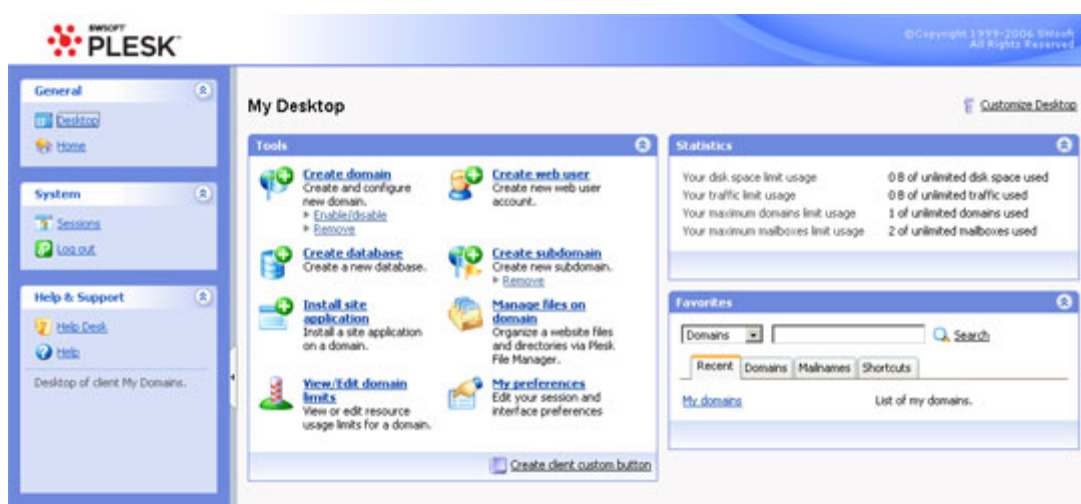 SWSOFT
PLESK
©Copyright 1999-2006 SWsoft
All Rights Reserved
General
Desktop
Home
System
Sessions
Log out
Help & Support
Help Desk
Help
Desktop of client My Domains.
My Desktop
Customize Desktop
Tools
Create domain
Create and configure
new domain.
Enable/disable
Remove
Create web user
Create new web user
account.
Create database
Create a new database.
Create subdomain
Create new subdomain.
Remove
Install site
application
Install a site application
on a domain.
Manage files on
domain
Organize a website files
and directories via Plesk
File Manager.
View/Edit domain
limits
View or edit resource
usage limits for a domain.
My preferences
Edit your session and
interface preferences
Create client custom button
Statistics
Your disk space limit usage 0 B of unlimited disk space used
Your traffic limit usage 0 B of unlimited traffic used
Your maximum domains limit usage 1 of unlimited domains used
Your maximum mailboxes limit usage 2 of unlimited mailboxes used
Favorites
Domains Search
Recent Domains Mailnames Shortcuts
My domains List of my domains.